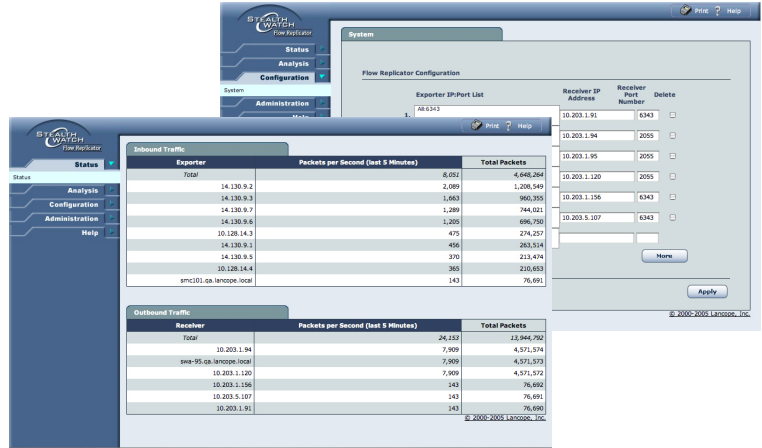 STEALTH
WATCH
Flow Replicator
Print ? Help
Status
Analysis
Configuration
System
Administration
Help
System
Flow Replicator Configuration
Exporter IP:Port List
Receiver IP Address
Receiver Port Number
Delete
1.
All:6343
10.203.1.91 6343
10.203.1.94 2055
10.203.1.95 2055
10.203.1.120 2055
10.203.1.156 6343
10.203.5.107 6343
More
Apply
© 2000-2005 Lancope, Inc.
STEALTH
WATCH
Flow Replicator
Print ? Help
Status
Status
Analysis
Configuration
Administration
Help
Inbound Traffic
Exporter Packets per Second (last 5 Minutes) Total Packets
Total 8,051 4,648,264
14.130.9.2 2,089 1,208,549
14.130.9.3 1,663 960,355
14.130.9.7 1,289 744,021
14.130.9.6 1,205 696,750
10.128.14.3 475 274,257
14.130.9.1 456 263,514
14.130.9.5 370 213,474
10.128.14.4 365 210,653
smc101.qa.lancope.local 143 76,691
Outbound Traffic
Receiver Packets per Second (last 5 Minutes) Total Packets
Total 24,153 13,944,792
10.203.1.94 7,909 4,571,574
swa-95.qa.lancope.local 7,909 4,571,573
10.203.1.120 7,909 4,571,572
10.203.1.156 143 76,692
10.203.5.107 143 76,691
10.203.1.91 143 76,690
© 2000-2005 Lancope, Inc.